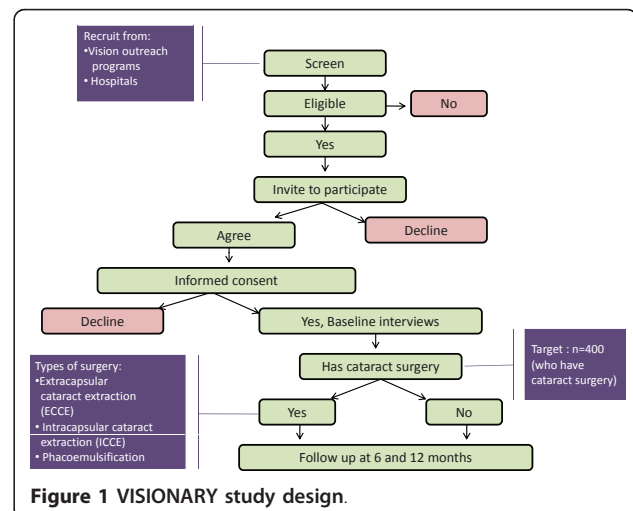 Recruit from:
•Vision outreach
programs
• Hospitals
Screen
Eligible
No
Yes
Invite to participate
Agree
Decline
Informed consent
Decline
Yes, Baseline interviews
Has cataract surgery
Target : n=400
(who have
cataract surgery)
Types of surgery:
•Extracapsular
cataract extraction
(ECCE)
• Intracapsular cataract
extraction (ICCE)
• Phacoemulsification
Yes
No
Follow up at 6 and 12 months
Figure 1 VISIONARY study design.